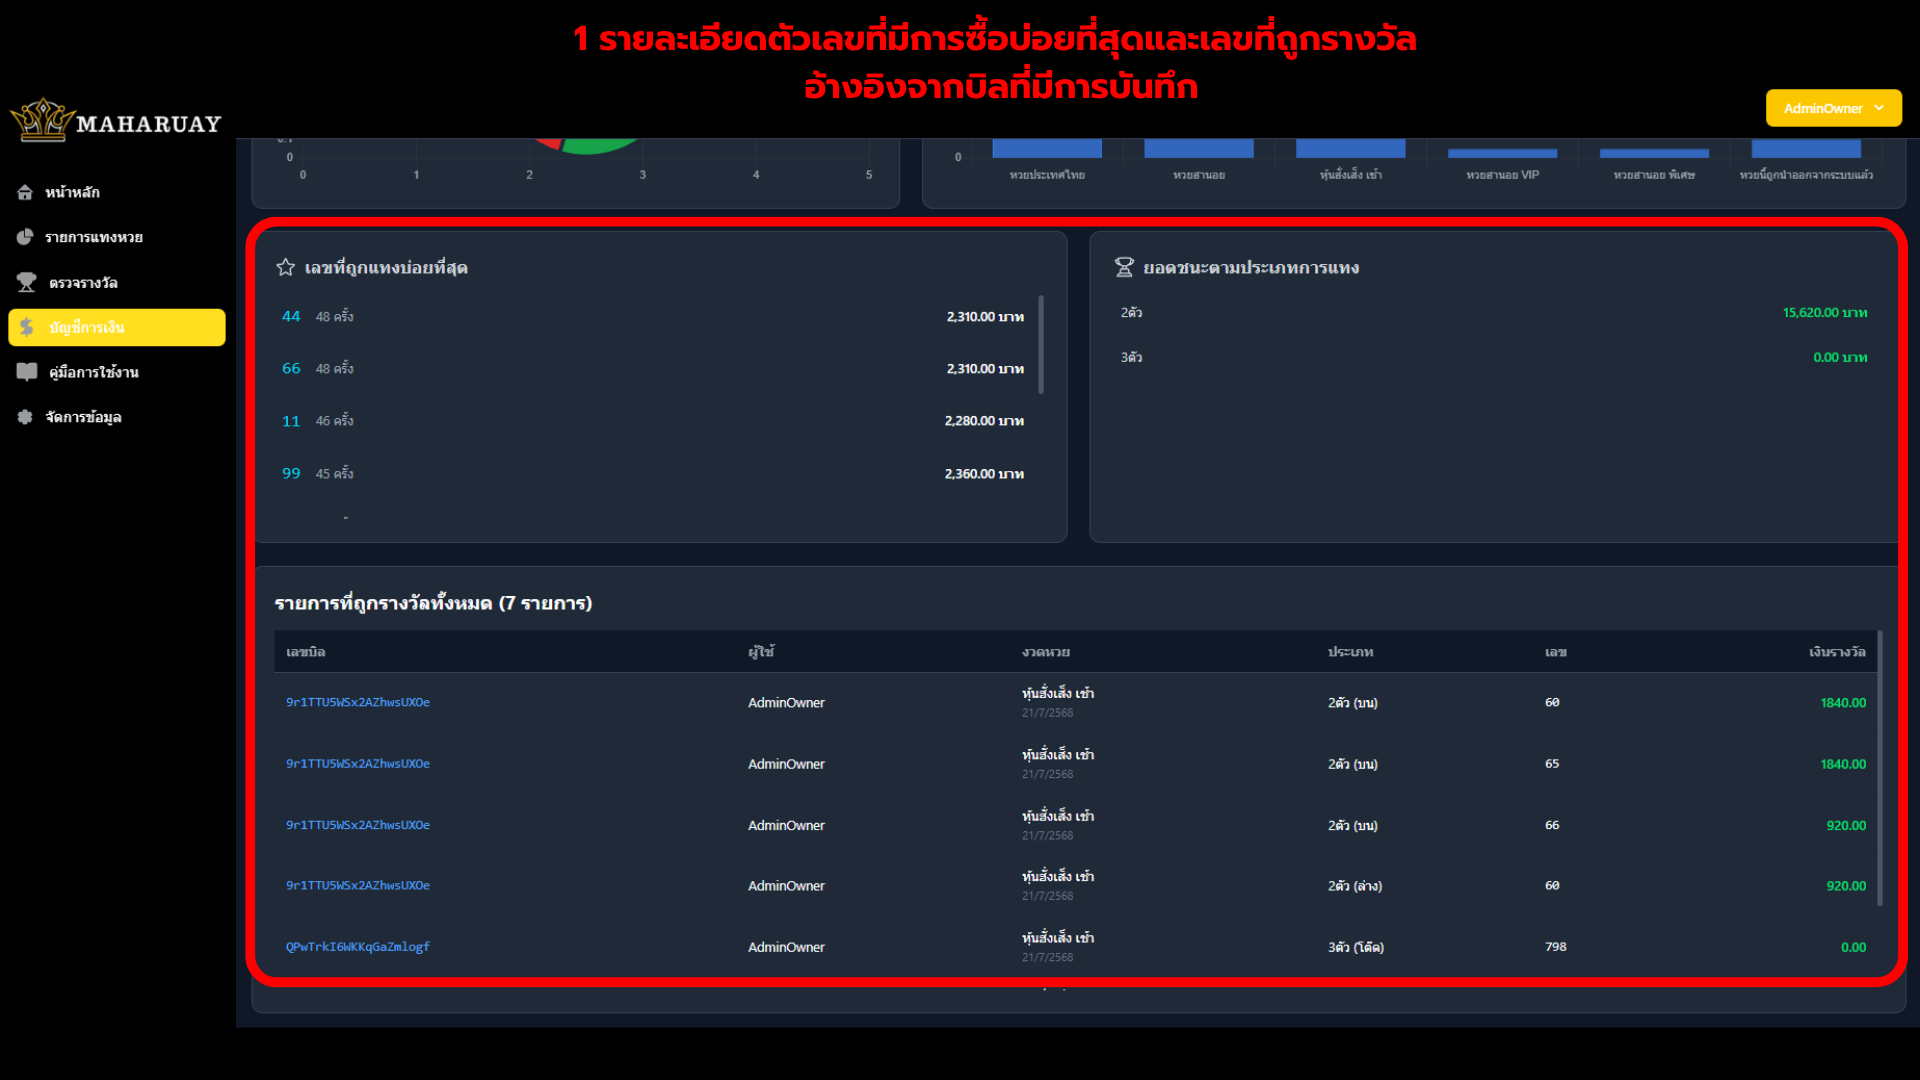 1 รายละเอียดตัวเลขที่มีการซื้อบ่อยที่สุดและเลขที่ถูกรางวัล
อ้างอิงจากบิลที่มีการบันทึก
MAHARUAY
AdminOwner
หน้าหลัก
รายการแทงหวย
ตรวจรางวัล
บัญชีการเงิน
คู่มือการใช้งาน
จัดการข้อมูล
0
0 1 2 3 4 5
0
หวยประเทศไทย หวยฮานอย หุ้นฮั่งเส็ง เช้า หวยฮานอย VIP หวยฮานอย พิเศษ หวยนี้ถูกนำออกจากระบบแล้ว
เลขที่ถูกแทงบ่อยที่สุด
44 48 ครั้ง 2,310.00 บาท
66 48 ครั้ง 2,310.00 บาท
11 46 ครั้ง 2,280.00 บาท
99 45 ครั้ง 2,360.00 บาท
ยอดชนะตามประเภทการแทง
2ตัว 15,620.00 บาท
3ตัว 0.00 บาท
รายการที่ถูกรางวัลทั้งหมด (7 รายการ)
เลขบิล ผู้ใช้ งวดหวย ประเภท เลข เงินรางวัล
9r1TTU5WSx2AZhwsUXOe AdminOwner หุ้นฮั่งเส็ง เช้า 2ตัว (บน) 60 1840.00
21/7/2568
9r1TTU5WSx2AZhwsUXOe AdminOwner หุ้นฮั่งเส็ง เช้า 2ตัว (บน) 65 1840.00
21/7/2568
9r1TTU5WSx2AZhwsUXOe AdminOwner หุ้นฮั่งเส็ง เช้า 2ตัว (บน) 66 920.00
21/7/2568
9r1TTU5WSx2AZhwsUXOe AdminOwner หุ้นฮั่งเส็ง เช้า 2ตัว (ล่าง) 60 920.00
21/7/2568
QPwTrkI6WKKqGaZmlogf AdminOwner หุ้นฮั่งเส็ง เช้า 3ตัว (โต๊ด) 798 0.00
21/7/2568